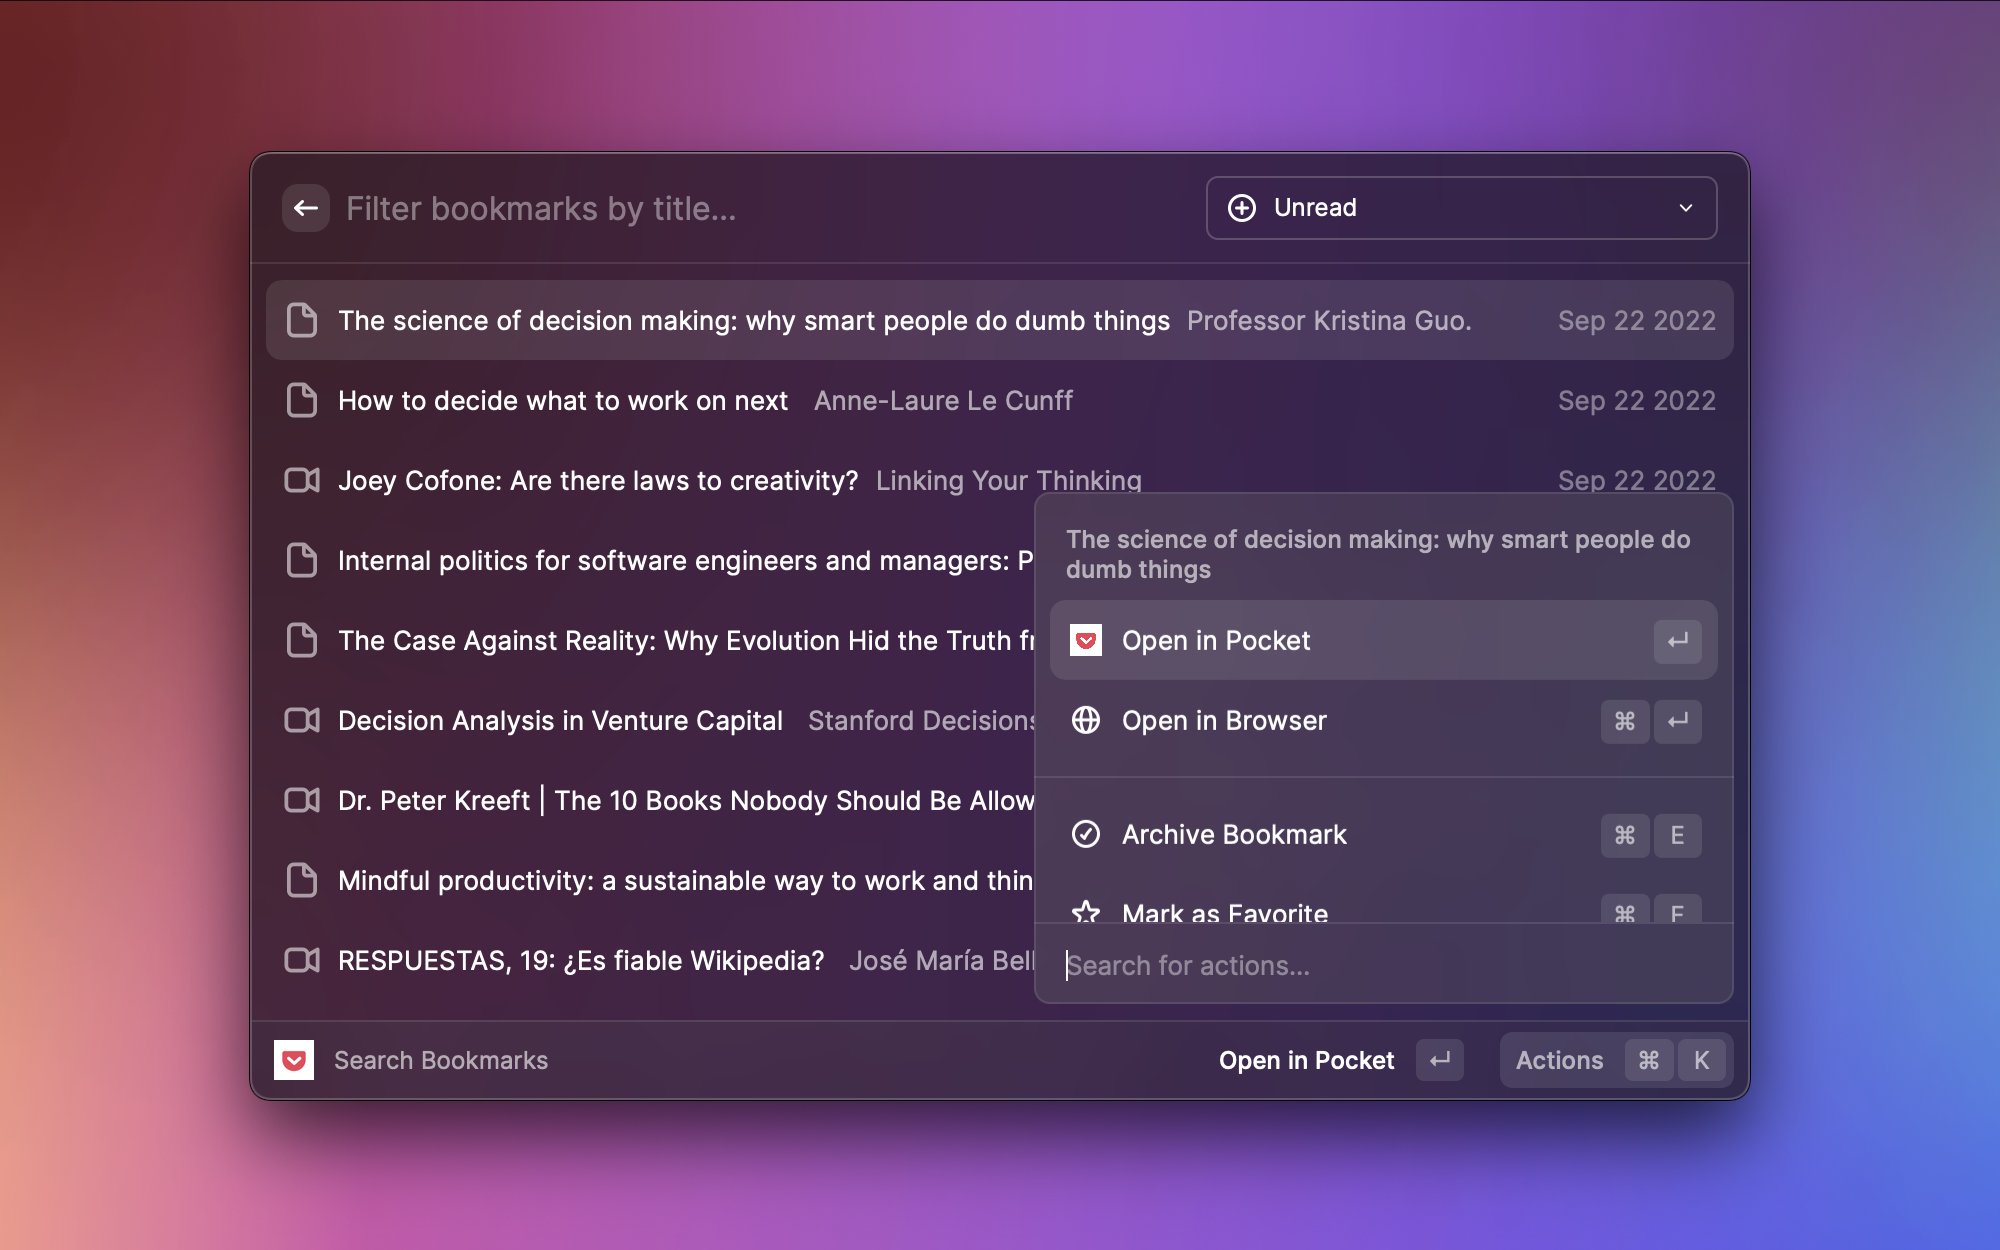 Filter bookmarks by title...
Unread
The science of decision making: why smart people do dumb things Professor Kristina Guo. Sep 22 2022
How to decide what to work on next Anne-Laure Le Cunff Sep 22 2022
Joey Cofone: Are there laws to creativity? Linking Your Thinking Sep 22 2022
Internal politics for software engineers and managers: P
The Case Against Reality: Why Evolution Hid the Truth fr
Decision Analysis in Venture Capital Stanford Decisions
Dr. Peter Kreeft | The 10 Books Nobody Should Be Allow
Mindful productivity: a sustainable way to work and thin
RESPUESTAS, 19: ¿Es fiable Wikipedia? José María Bell
The science of decision making: why smart people do
dumb things
Open in Pocket ↵
Open in Browser ⌘ ↵
Archive Bookmark ⌘ E
Mark as Favorite ⌘ F
Search for actions...
Search Bookmarks
Open in Pocket ↵ Actions ⌘ K